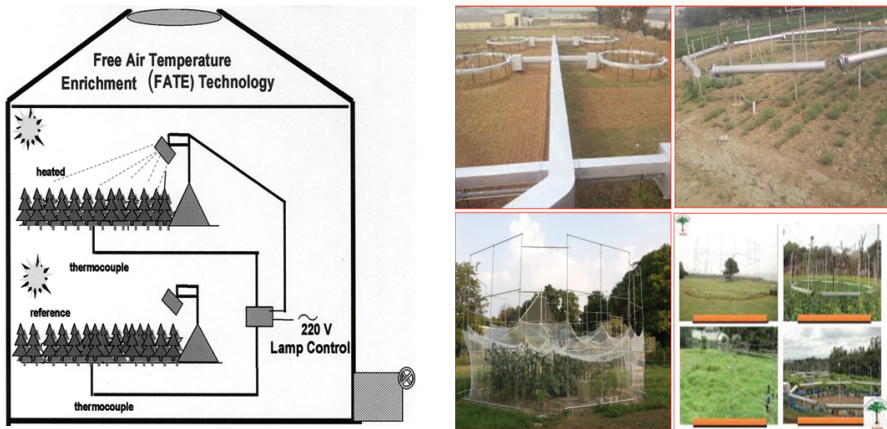 Free Air Temperature
Enrichment (FATE) Technology
heated
thermocouple
reference
220 V
Lamp Control
thermocouple